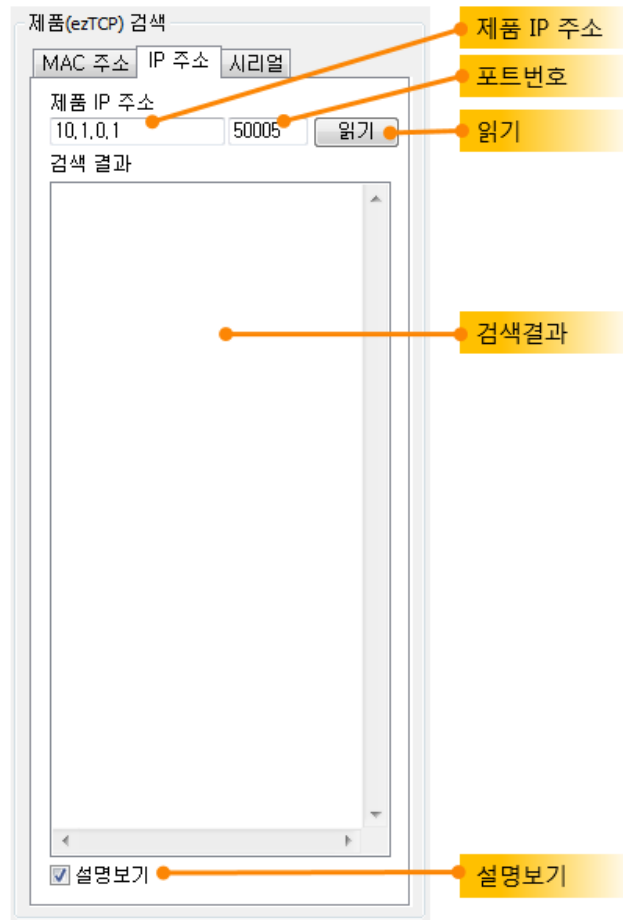 제품(ezTCP) 검색
제품 IP 주소
MAC 주소 IP 주소 시리얼
포트번호
제품 IP 주소
10,1,0,1 50005 읽기
읽기
검색 결과
검색결과
설명보기
설명보기